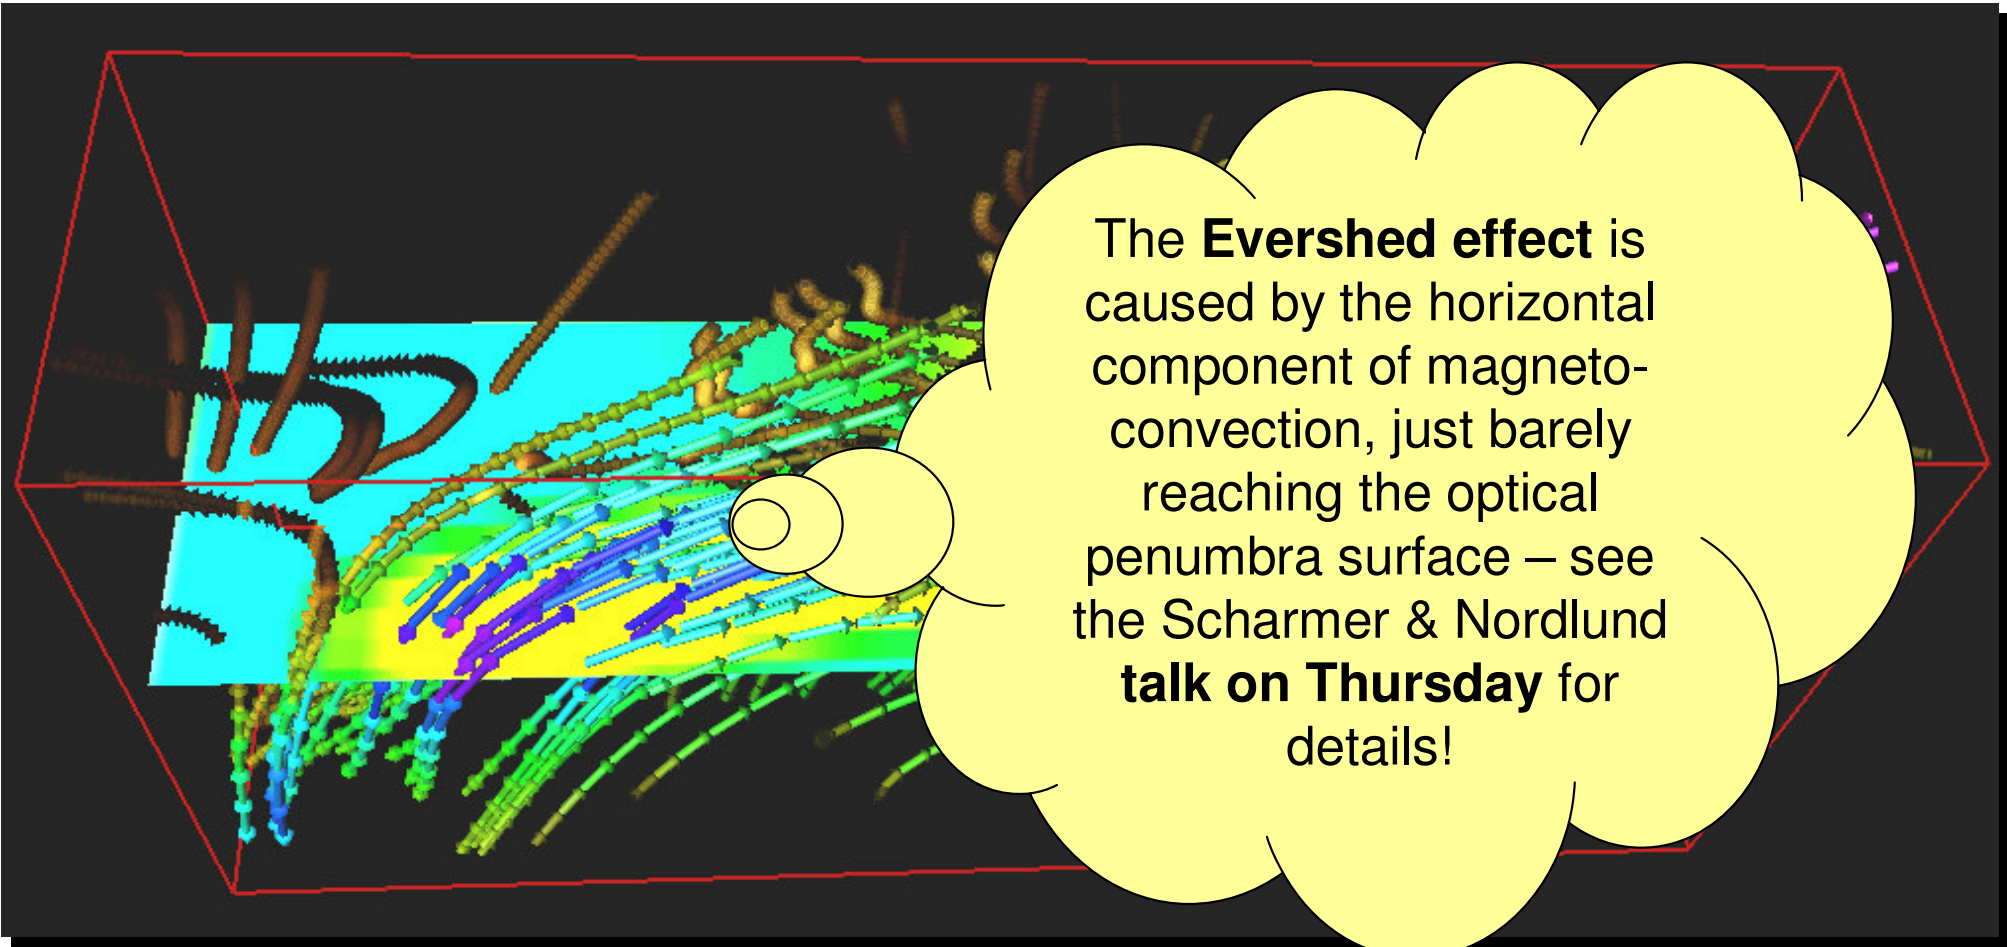 The Evershed effect is
caused by the horizontal
component of magneto-
convection, just barely
reaching the optical
penumbra surface – see
the Scharmer & Nordlund
talk on Thursday for
details!